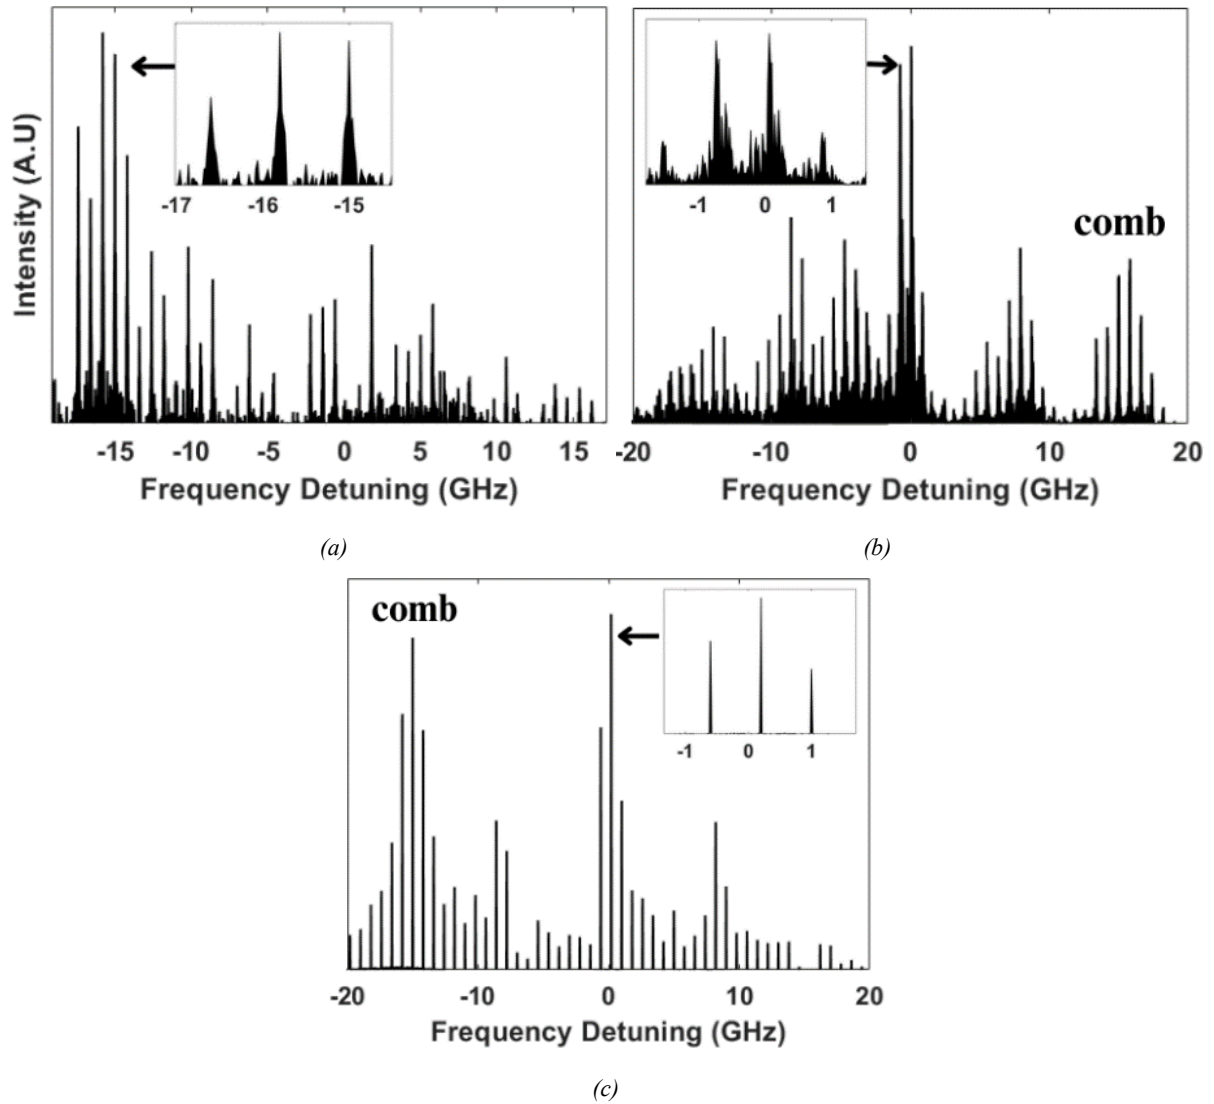 Intensity (A.U)
-17 -16 -15
-15 -10 -5 0 5 10 15
Frequency Detuning (GHz)
(a)
comb
-1 0 1
-20 -10 0 10 20
Frequency Detuning (GHz)
(b)
comb
-1 0 1
-20 -10 0 10 20
Frequency Detuning (GHz)
(c)